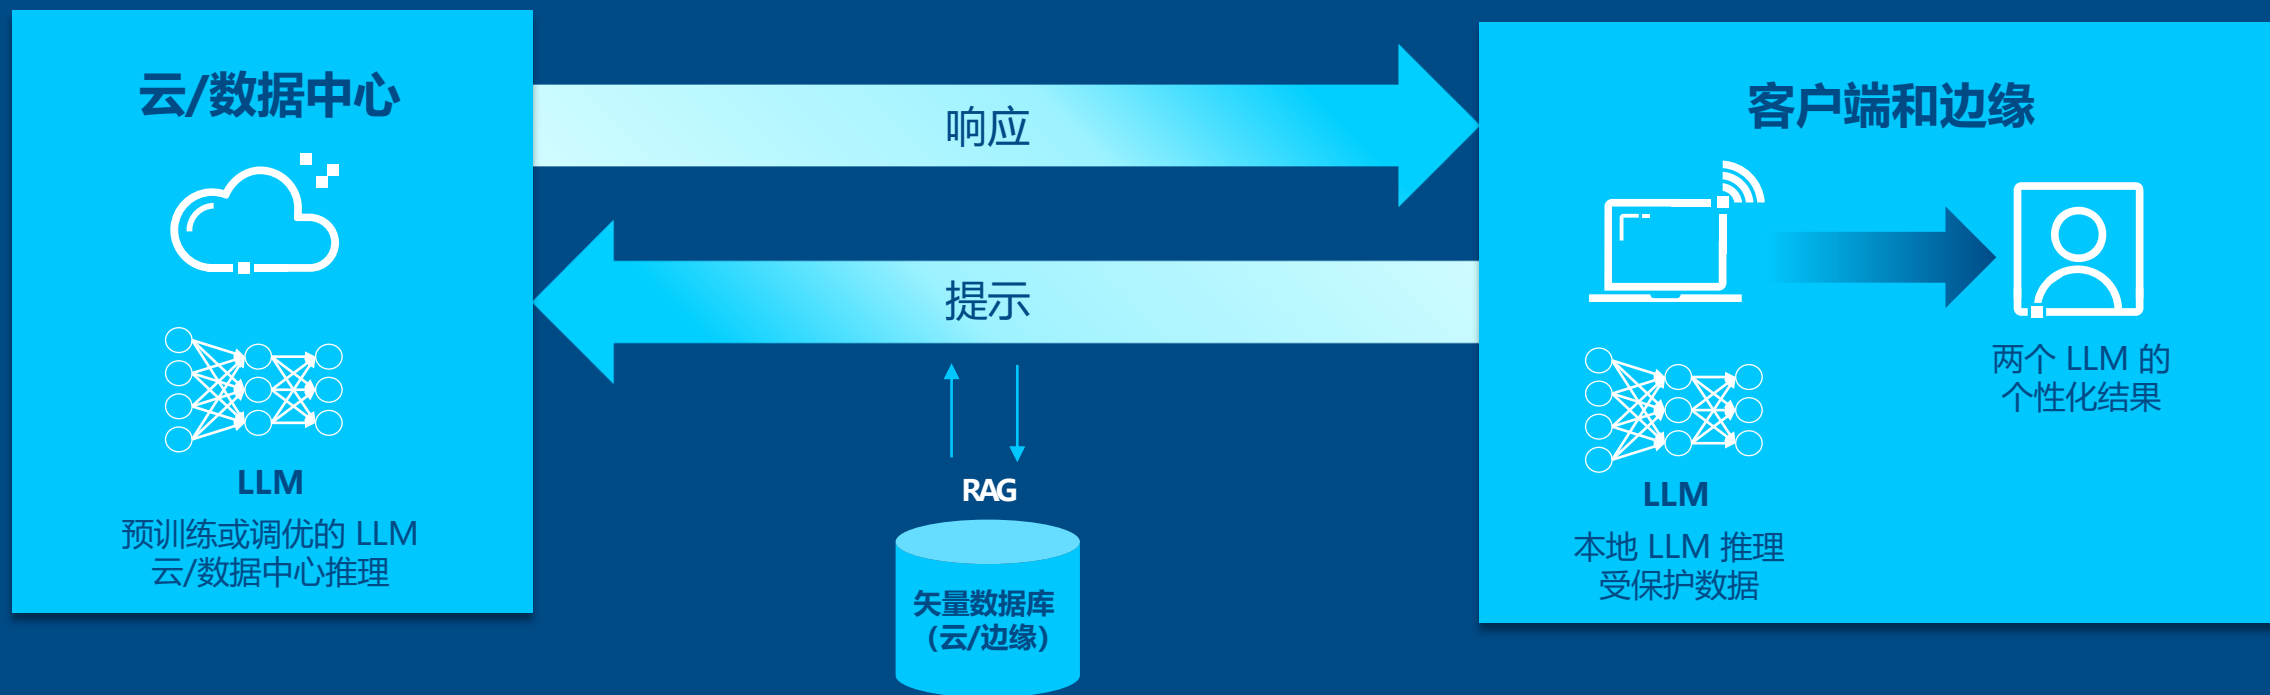 云/数据中心
LLM
预训练或调优的 LLM
云/数据中心推理
响应
提示
RAG
矢量数据库
（云/边缘）
客户端和边缘
LLM
本地 LLM 推理
受保护数据
两个 LLM 的
个性化结果